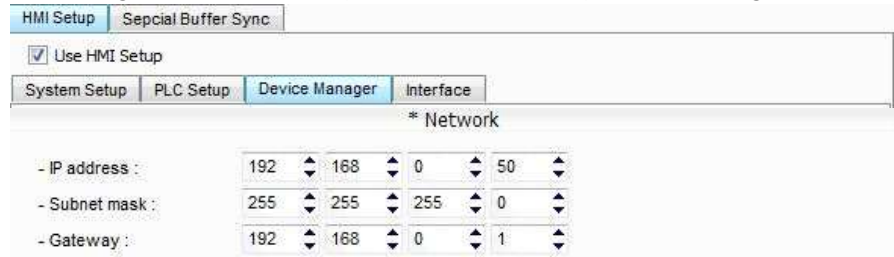 HMI Setup Sepcial Buffer Sync
Use HMI Setup
System Setup PLC Setup Device Manager Interface
* Network
- IP address : 192 168 0 50
- Subnet mask : 255 255 255 0
- Gateway : 192 168 0 1